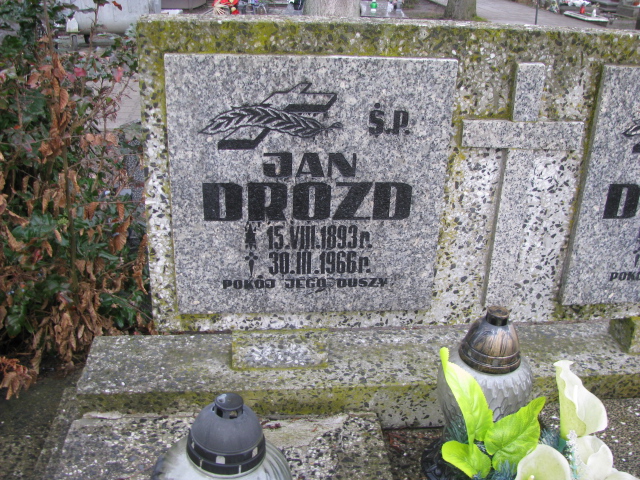 Ś.P.
JAN
DROZD
* 15.VIII.1893 r.
† 30.III.1966 r.
POKÓJ JEGO DUSZY